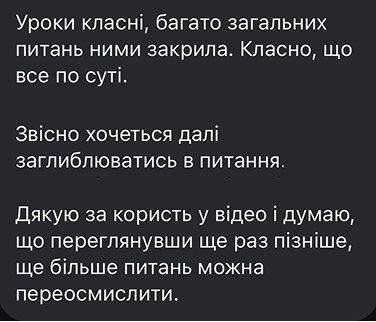 Уроки класні, багато загальних
питань ними закрила. Класно, що
все по суті.
Звісно хочеться далі
заглиблюватись в питання.
Дякую за користь у відео і думаю,
що переглянувши ще раз пізніше,
ще більше питань можна
переосмислити.